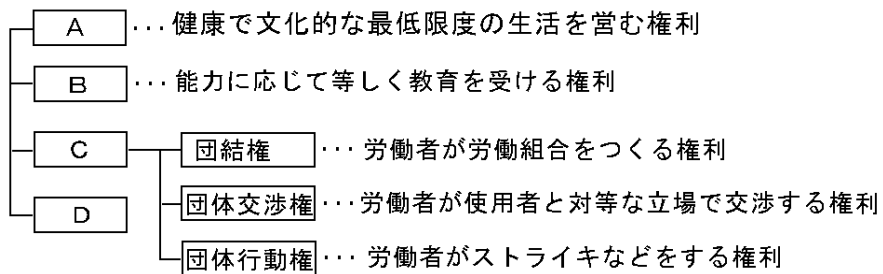 A ･･･ 健康で文化的な最低限度の生活を営む権利
B ･･･ 能力に応じて等しく教育を受ける権利
C 団結権 ･･･ 労働者が労働組合をつくる権利
D 団体交渉権 ･･･ 労働者が使用者と対等な立場で交渉する権利
団体行動権 ･･･ 労働者がストライキなどをする権利